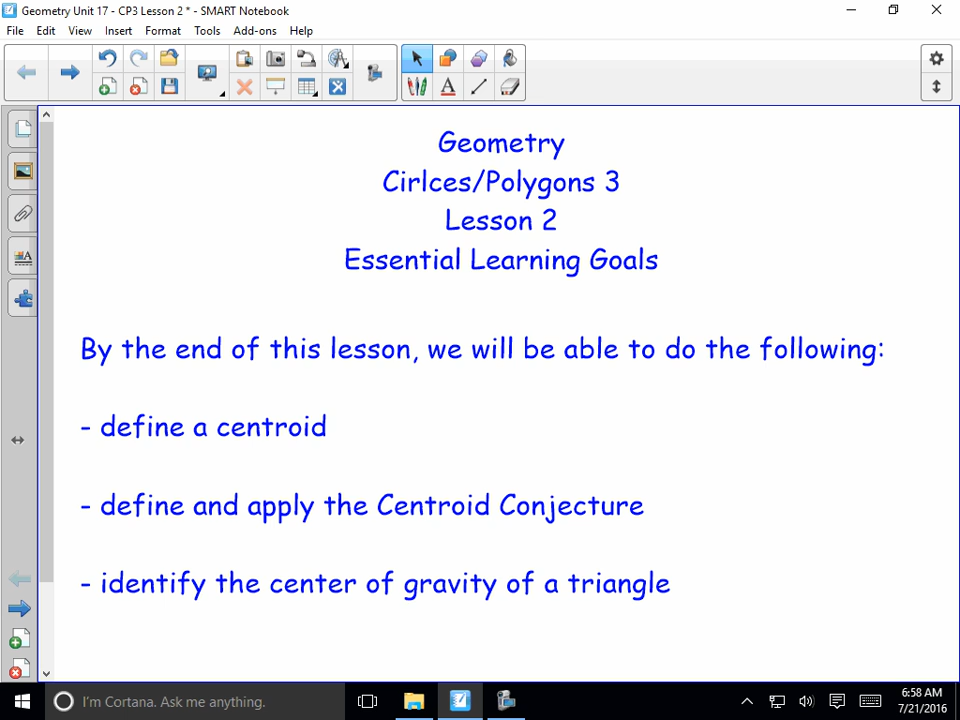 Geometry Unit 17 - CP3 Lesson 2 * - SMART Notebook
File Edit View Insert Format Tools Add-ons Help
Geometry
Cirlces/Polygons 3
Lesson 2
Essential Learning Goals
By the end of this lesson, we will be able to do the following:
- define a centroid
- define and apply the Centroid Conjecture
- identify the center of gravity of a triangle
I'm Cortana. Ask me anything.
6:58 AM
7/21/2016